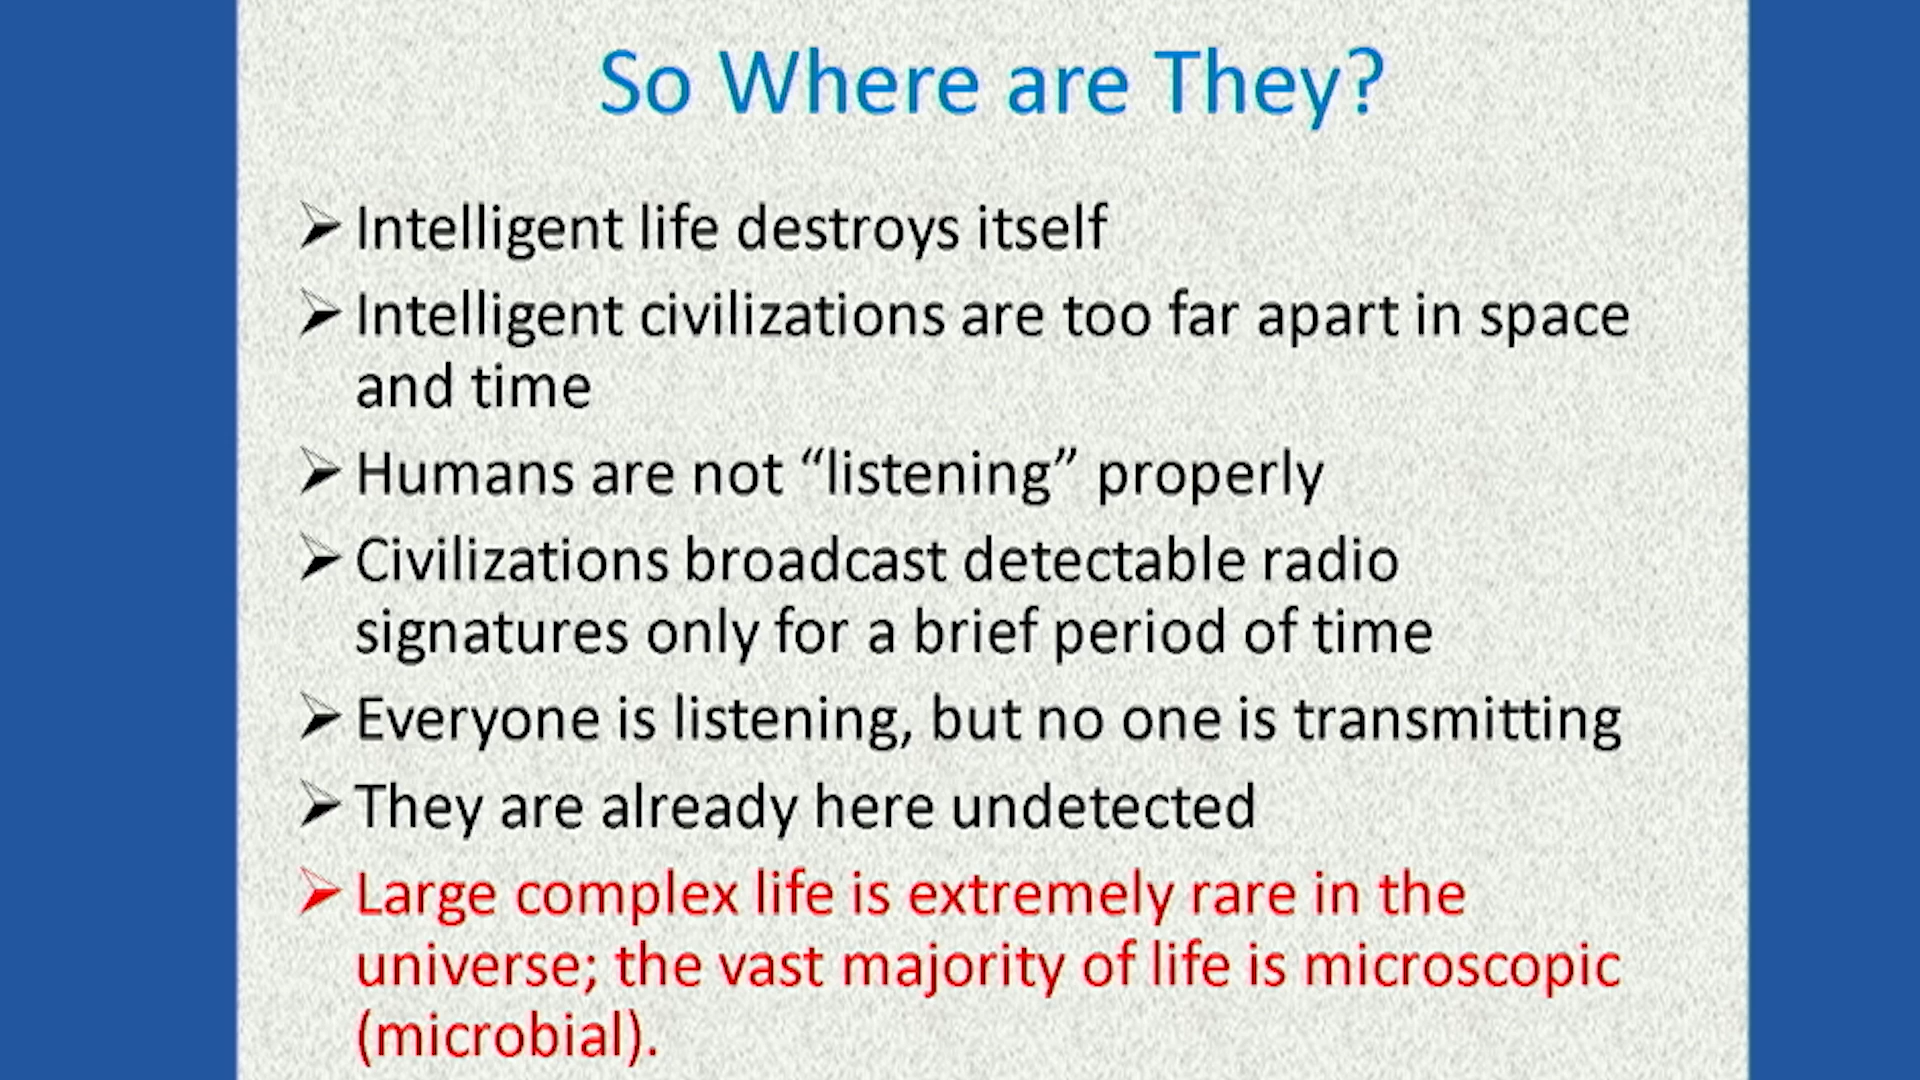 So Where are They?
Intelligent life destroys itself
Intelligent civilizations are too far apart in space
and time
Humans are not “listening” properly
Civilizations broadcast detectable radio
signatures only for a brief period of time
Everyone is listening, but no one is transmitting
They are already here undetected
Large complex life is extremely rare in the
universe; the vast majority of life is microscopic
(microbial).